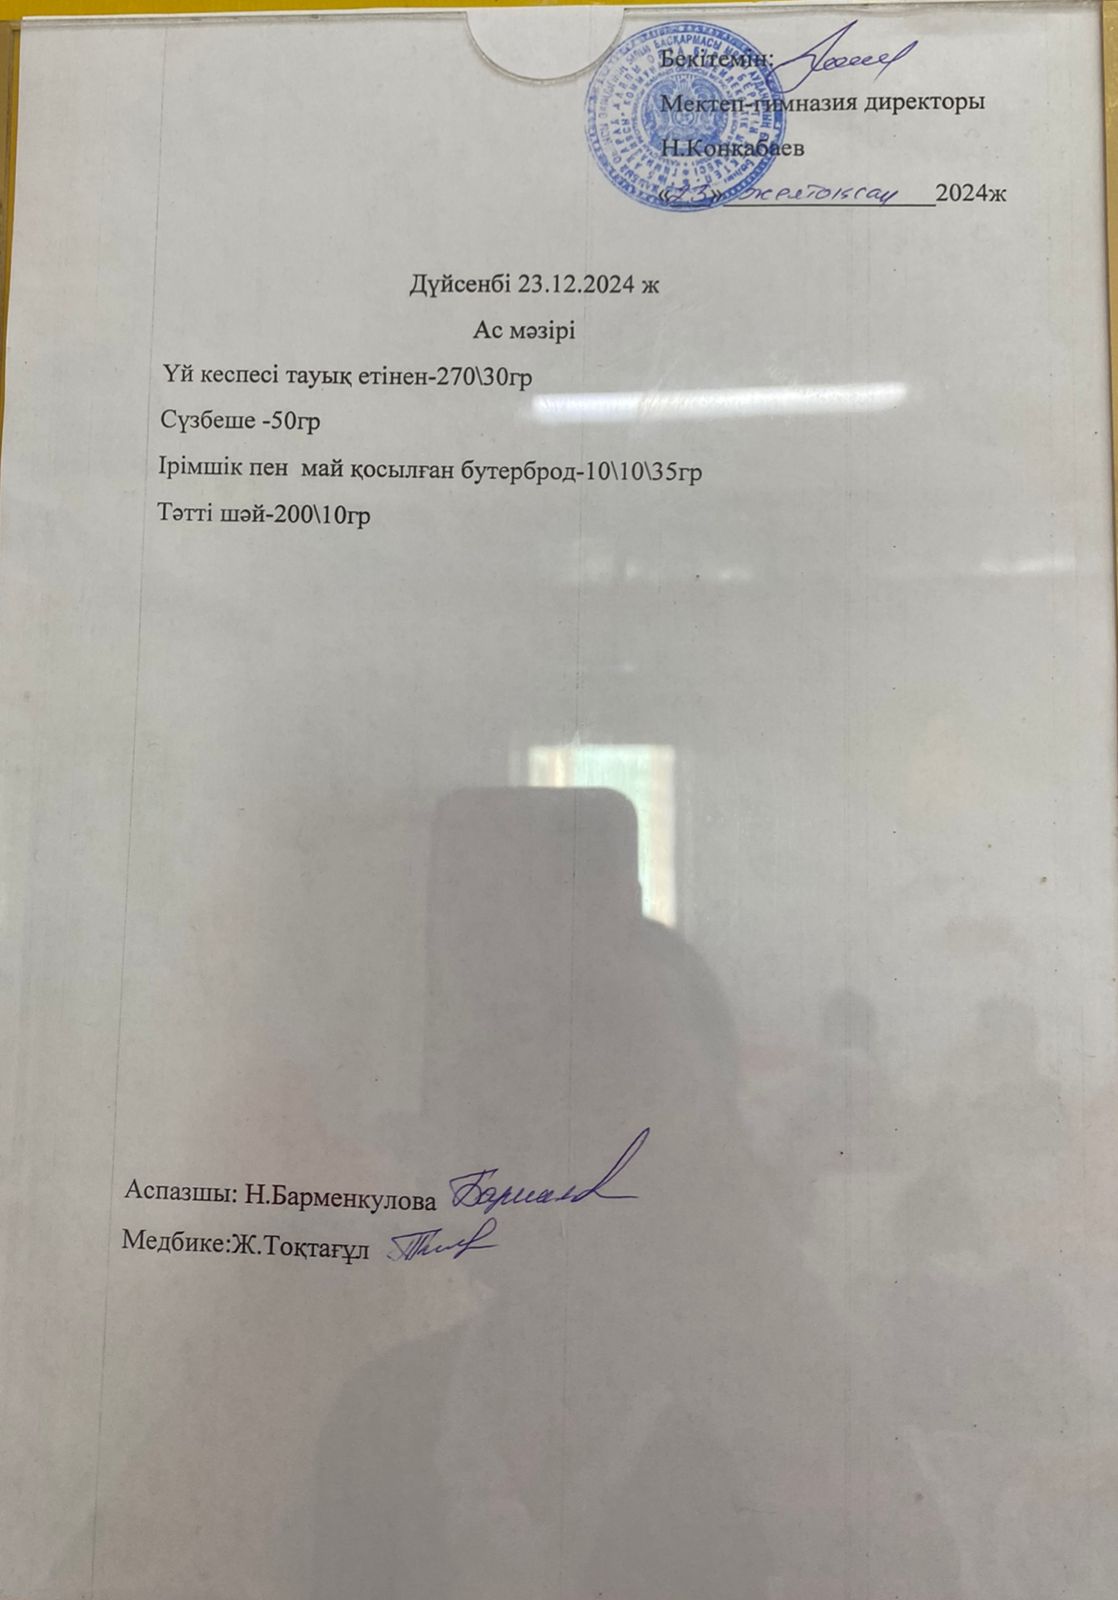 Бекітемін:
Мектеп-гимназия директоры
Н.Конкабаев
«23» желтоқсан 2024ж
Дүйсенбі 23.12.2024 ж
Ас мәзірі
Үй кеспесі тауық етінен-270\30гр
Сүзбеше -50гр
Ірімшік пен май қосылған бутерброд-10\10\35гр
Тәтті шәй-200\10гр
Аспазшы: Н.Барменкулова
Медбике:Ж.Тоқтағұл